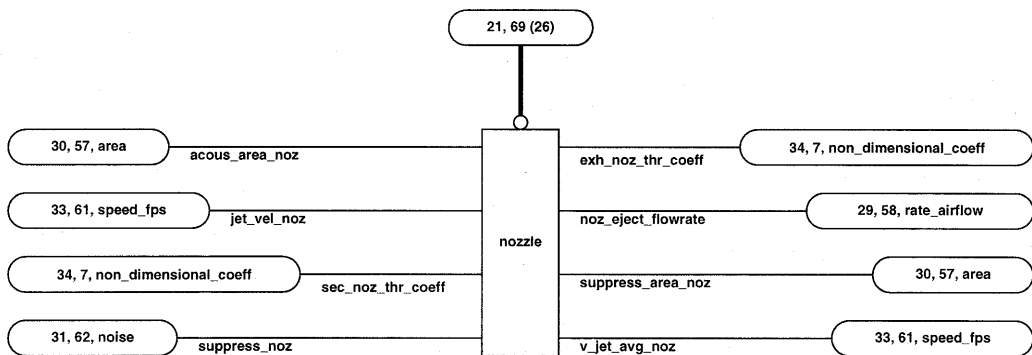 21, 69 (26)
30, 57, area
acous_area_noz
exh_noz_thr_coeff
34, 7, non_dimensional_coeff
33, 61, speed_fps
jet_vel_noz
noz_eject_flowrate
29, 58, rate_airflow
nozzle
34, 7, non_dimensional_coeff
sec_noz_thr_coeff
suppress_area_noz
30, 57, area
31, 62, noise
suppress_noz
v_jet_avg_noz
33, 61, speed_fps